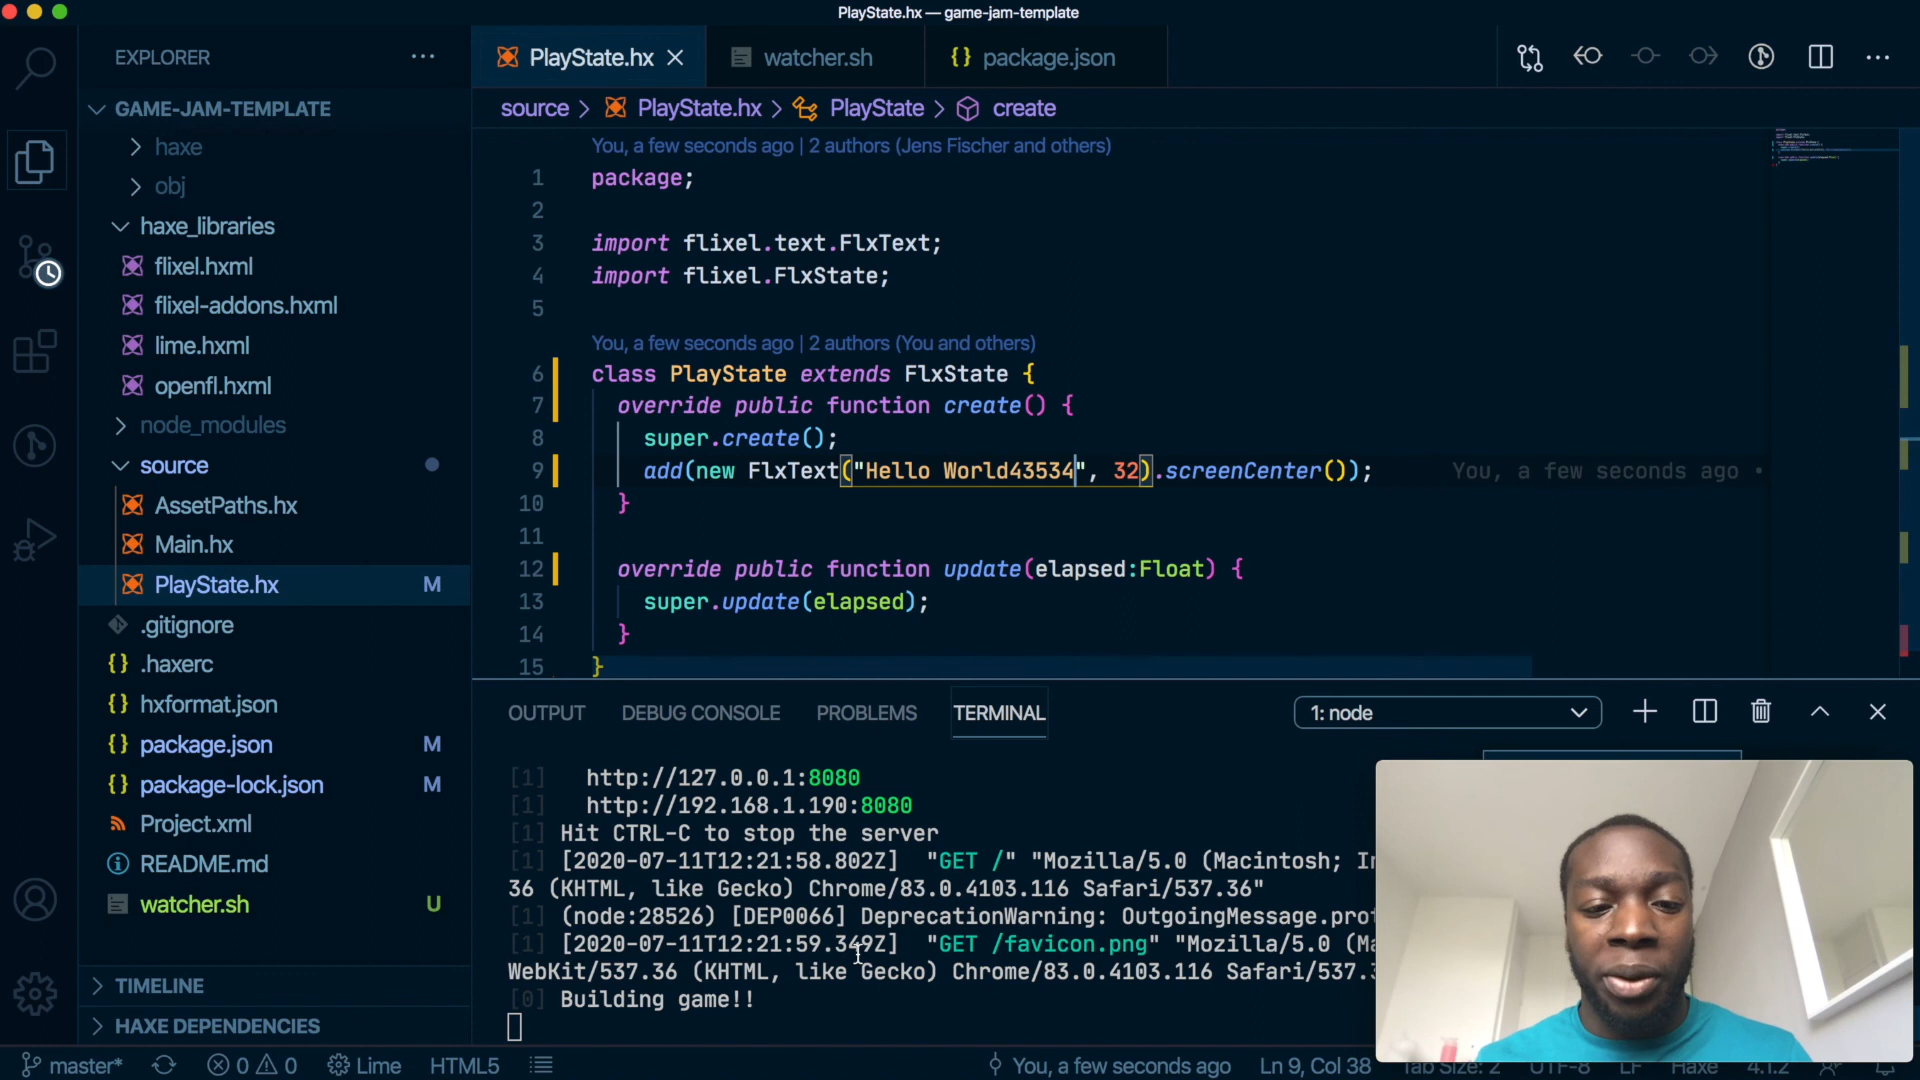 PlayState.hx — game-jam-template
EXPLORER
PlayState.hx
watcher.sh
{} package.json
GAME-JAM-TEMPLATE
source > PlayState.hx > PlayState > create
haxe
obj
haxe_libraries
flixel.hxml
flixel-addons.hxml
lime.hxml
openfl.hxml
node_modules
source
AssetPaths.hx
Main.hx
PlayState.hx M
.gitignore
{} .haxerc
{} hxformat.json
{} package.json M
{} package-lock.json M
Project.xml
README.md
watcher.sh U
TIMELINE
HAXE DEPENDENCIES
You, a few seconds ago | 2 authors (Jens Fischer and others)
1 package;
2
3 import flixel.text.FlxText;
4 import flixel.FlxState;
5
You, a few seconds ago | 2 authors (You and others)
6 class PlayState extends FlxState {
7 override public function create() {
8 super.create();
9 add(new FlxText("Hello World43534", 32).screenCenter()); You, a few seconds ago •
10 }
11
12 override public function update(elapsed:Float) {
13 super.update(elapsed);
14 }
15 }
OUTPUT DEBUG CONSOLE PROBLEMS TERMINAL 1: node
[1] http://127.0.0.1:8080
[1] http://192.168.1.190:8080
[1] Hit CTRL-C to stop the server
[1] [2020-07-11T12:21:58.802Z] "GET /" "Mozilla/5.0 (Macintosh; In
36 (KHTML, like Gecko) Chrome/83.0.4103.116 Safari/537.36"
[1] (node:28526) [DEP0066] DeprecationWarning: OutgoingMessage.prot
[1] [2020-07-11T12:21:59.349Z] "GET /favicon.png" "Mozilla/5.0 (Ma
WebKit/537.36 (KHTML, like Gecko) Chrome/83.0.4103.116 Safari/537.3
[0] Building game!!
master* 0 0 Lime HTML5 You, a few seconds ago Ln 9, Col 38 Tab Size: 2 UTF-8 LF Haxe 4.1.2